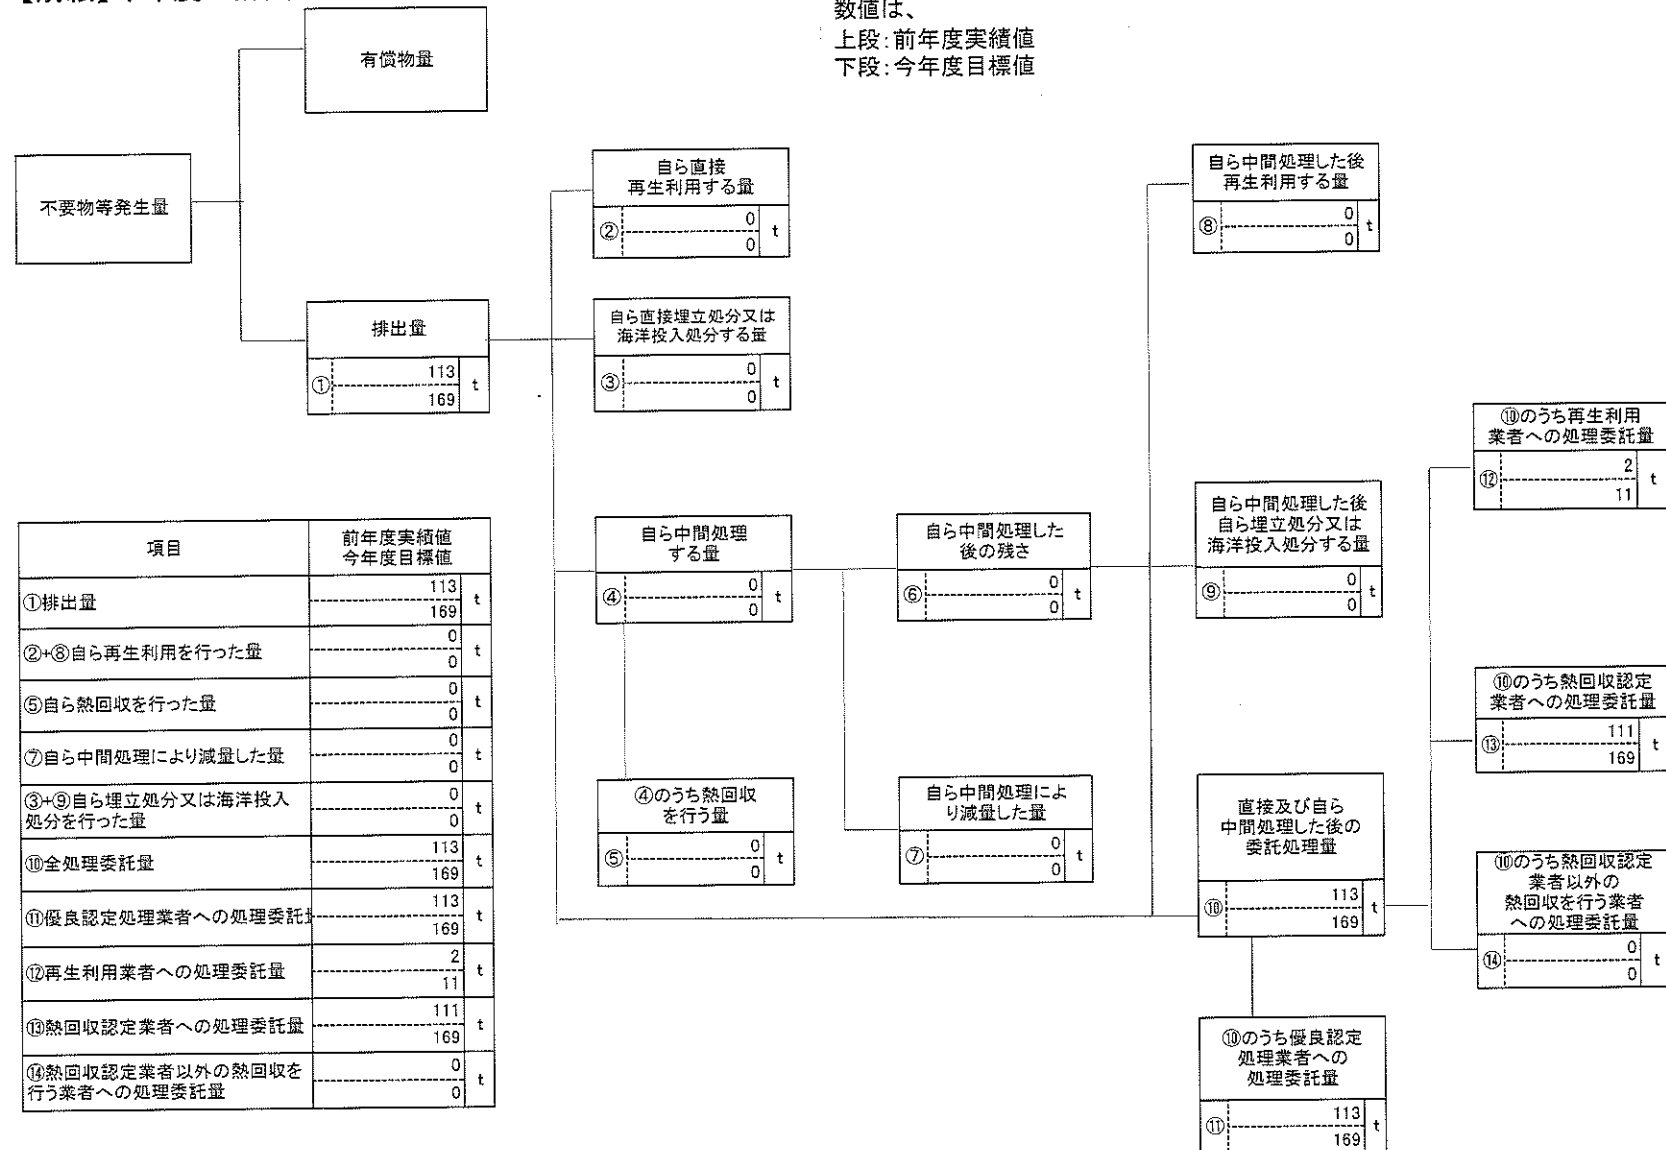 数値は、
上段:前年度実績値
下段:今年度目標値
有償物量
不要物等発生量
排出量
① 113 t
169
自ら直接
再生利用する量
② 0 t
0
自ら直接埋立処分又は
海洋投入処分する量
③ 0 t
0
自ら中間処理
する量
④ 0 t
0
④のうち熱回収
を行う量
⑤ 0 t
0
自ら中間処理した
後の残さ
⑥ 0 t
0
自ら中間処理によ
り減量した量
⑦ 0 t
0
自ら中間処理した後
再生利用する量
⑧ 0 t
0
自ら中間処理した後
自ら埋立処分又は
海洋投入処分する量
⑨ 0 t
0
直接及び自ら
中間処理した後の
委託処理量
⑩ 113 t
169
⑩のうち優良認定
処理業者への
処理委託量
⑪ 113 t
169
⑩のうち再生利用
業者への処理委託量
⑫ 2 t
11
⑩のうち熱回収認定
業者への処理委託量
⑬ 111 t
169
⑩のうち熱回収認定
業者以外の
熱回収を行う業者
への処理委託量
⑭ 0 t
0
項目 前年度実績値
今年度目標値
①排出量 113 t
169
②+⑧自ら再生利用を行った量 0 t
0
⑤自ら熱回収を行った量 0 t
0
⑦自ら中間処理により減量した量 0 t
0
③+⑨自ら埋立処分又は海洋投入
処分を行った量 0 t
0
⑩全処理委託量 113 t
169
⑪優良認定処理業者への処理委託 113 t
169
⑫再生利用業者への処理委託量 2 t
11
⑬熱回収認定業者への処理委託量 111 t
169
⑭熱回収認定業者以外の熱回収を
行う業者への処理委託量 0 t
0